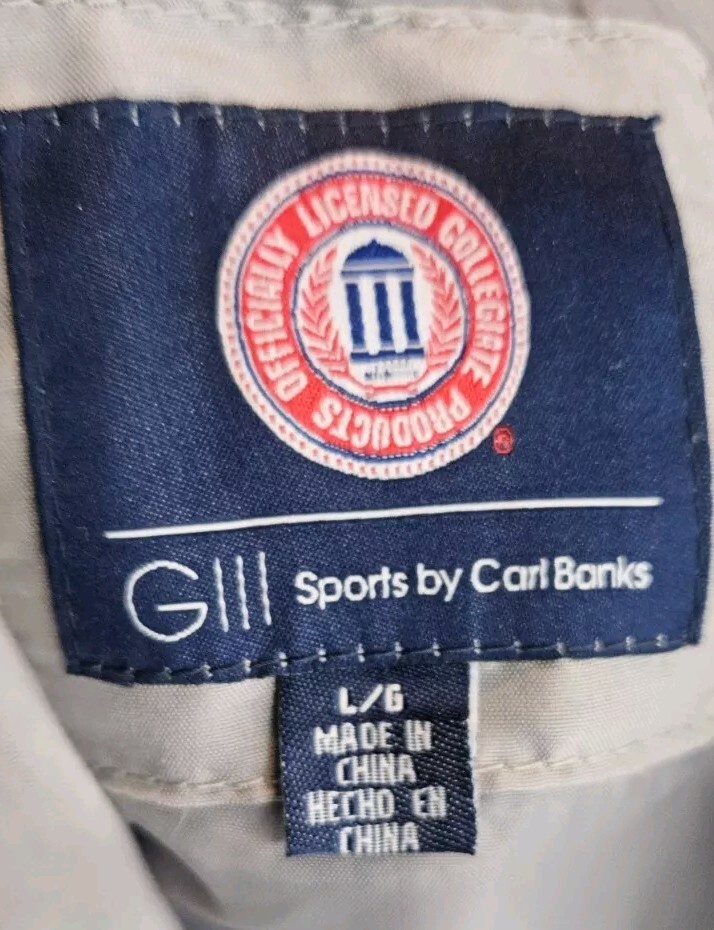 OFFICIALLY LICENSED COLLEGIATE PRODUCTS
GIII Sports by Carl Banks
L/G
MADE IN
CHINA
HECHO EN
CHINA